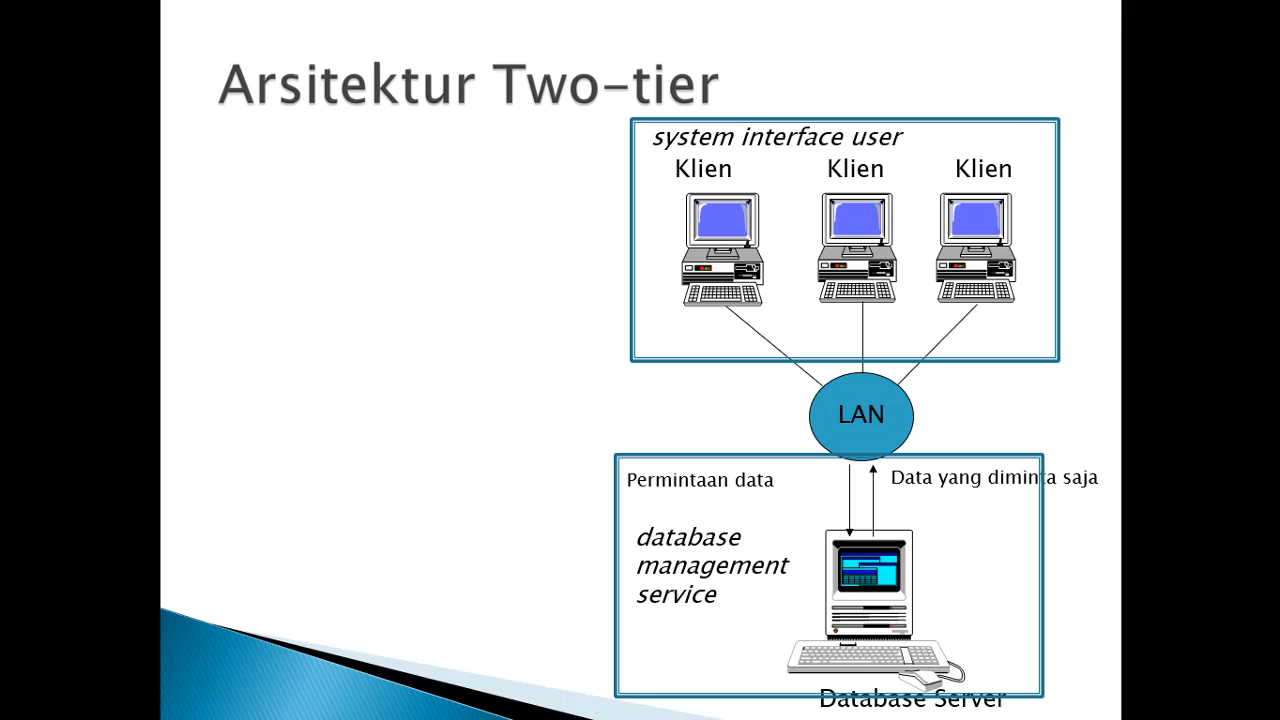 Arsitektur Two-tier
system interface user
Klien Klien Klien
LAN
Permintaan data
Data yang diminta saja
database
management
service
Database Server